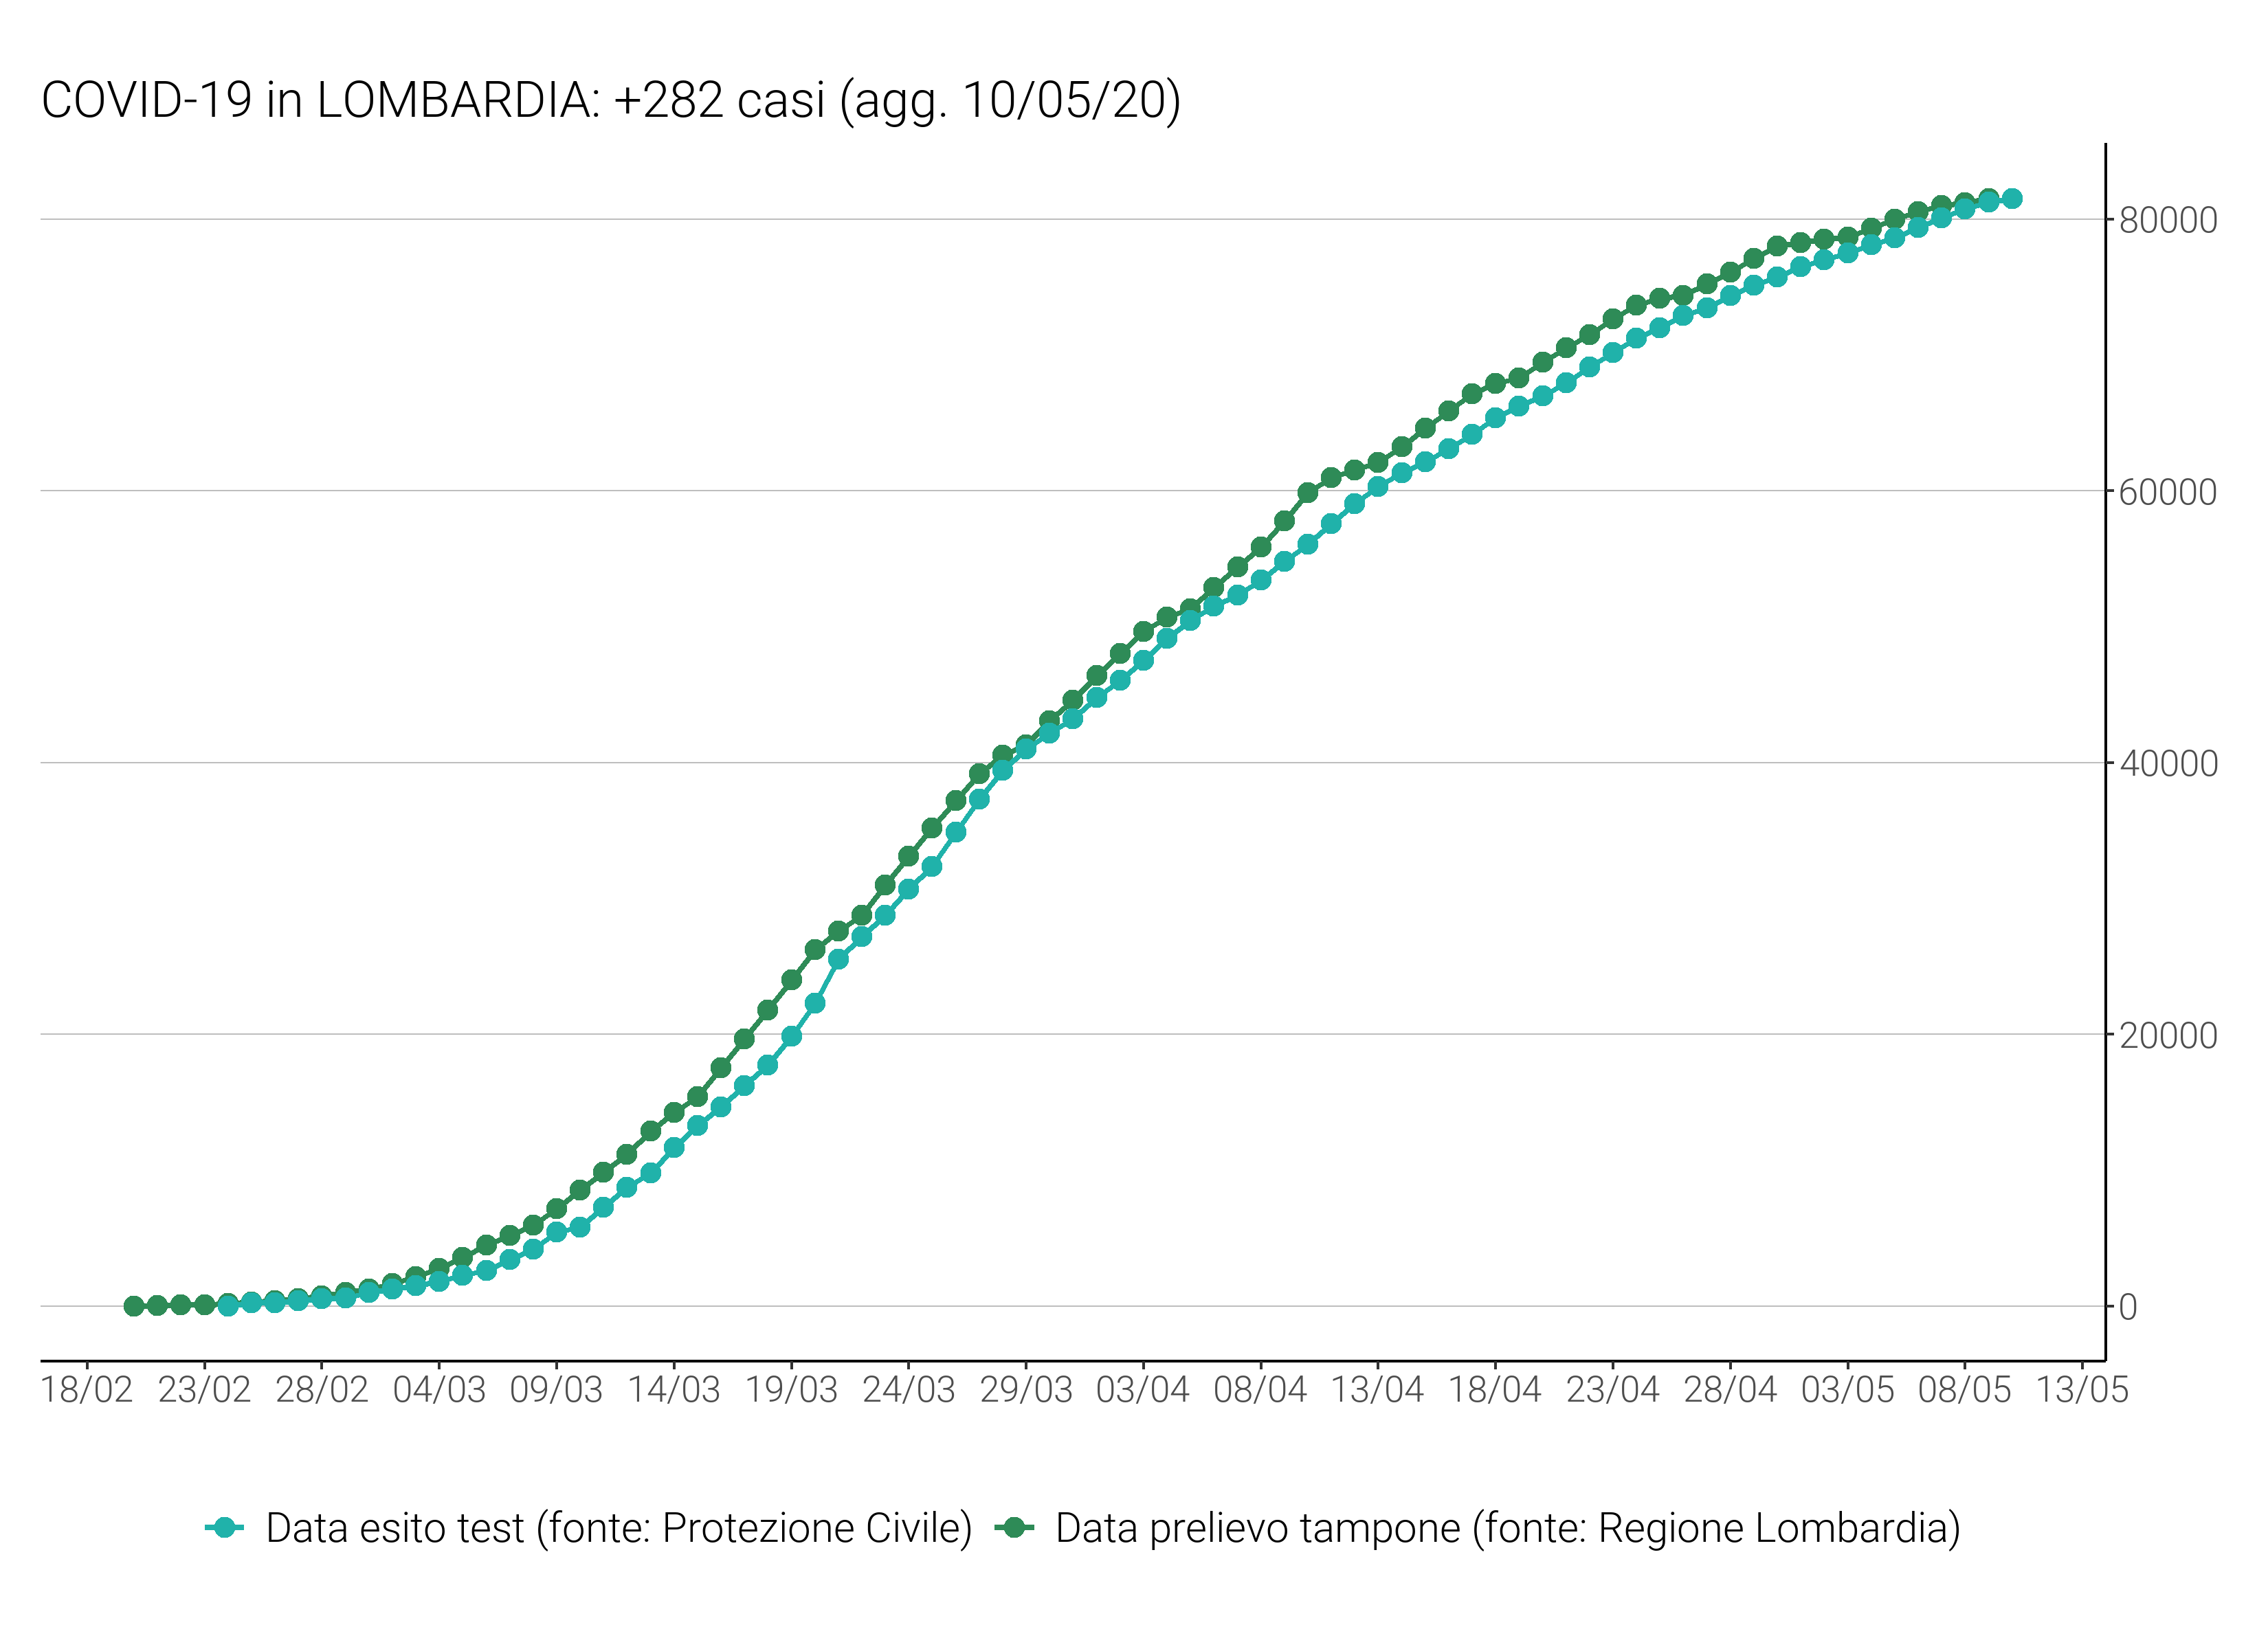 COVID-19 in LOMBARDIA: +282 casi (agg. 10/05/20)
80000
60000
40000
20000
0
18/02 23/02 28/02 04/03 09/03 14/03 19/03 24/03 29/03 03/04 08/04 13/04 18/04 23/04 28/04 03/05 08/05 13/05
Data esito test (fonte: Protezione Civile) Data prelievo tampone (fonte: Regione Lombardia)